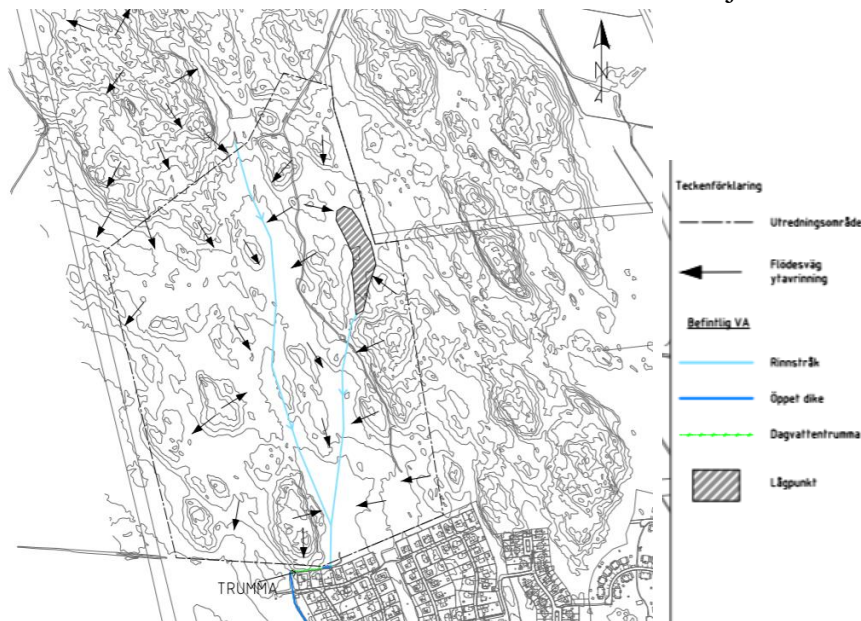 N
Teckenförklaring
Utredningsområde
Flödesväg
ytavrinning
Befintlig VA
Rinnstråk
Öppet dike
Dagvattentrumma
Lågpunkt
TRUMMA